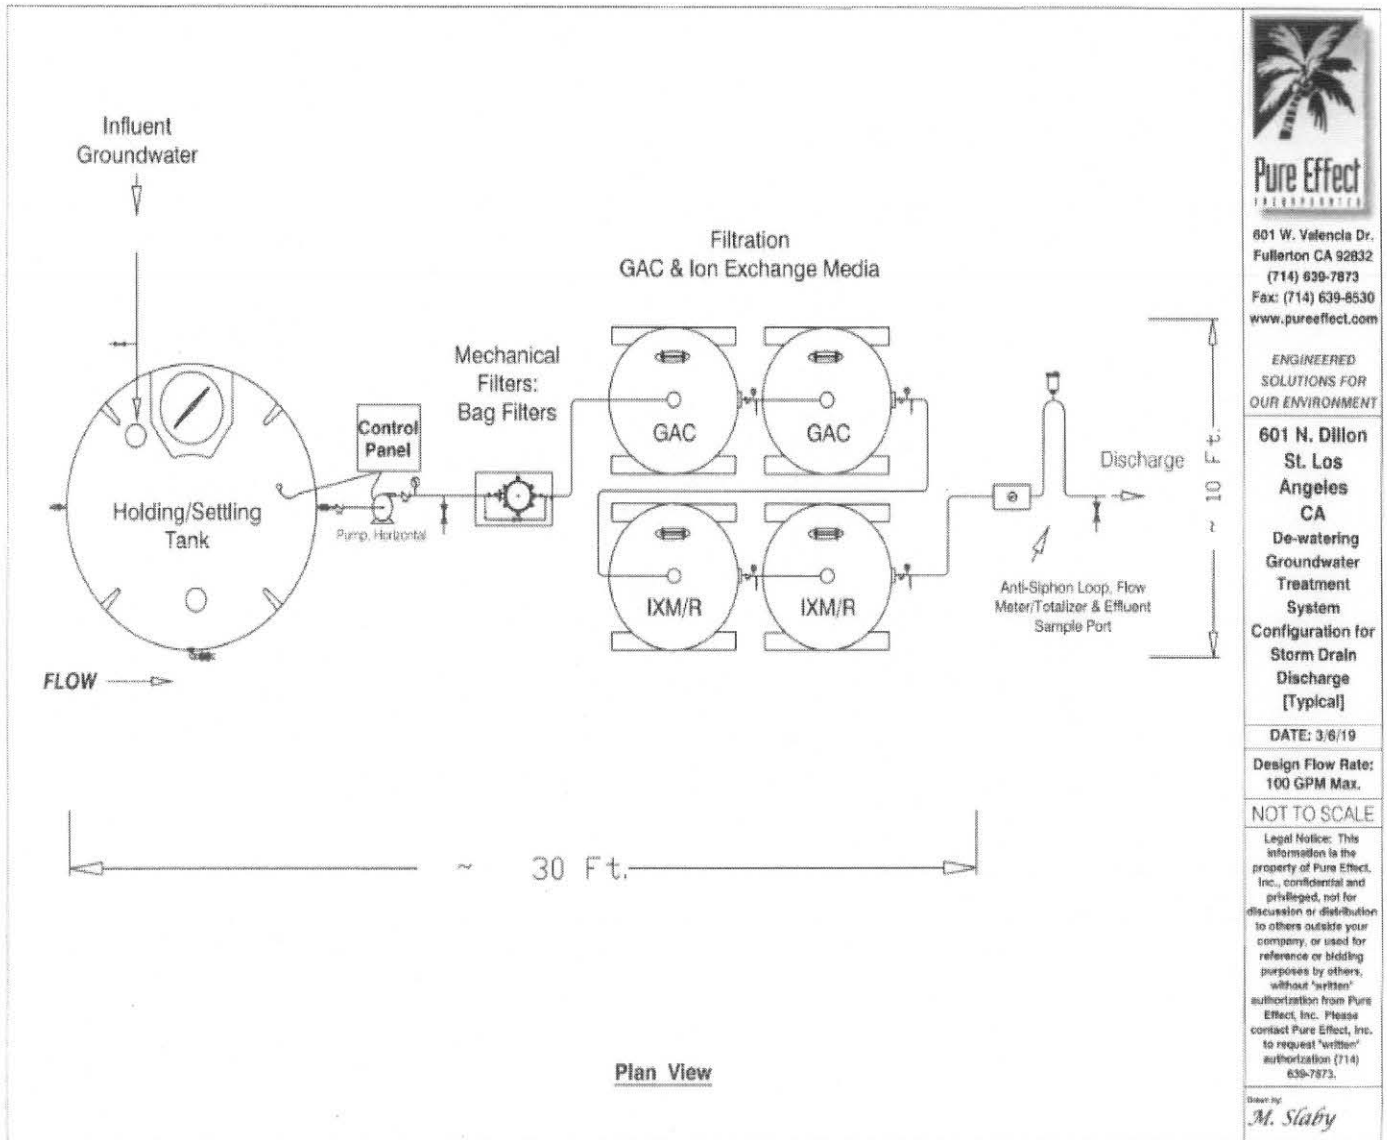 Influent
Groundwater
Filtration
GAC & Ion Exchange Media
Mechanical
Filters:
Bag Filters
Control
Panel
GAC
GAC
Discharge
Holding/Settling
Tank
Pump, Horizontal
IXM/R
IXM/R
Anti-Siphon Loop, Flow
Meter/Totalizer & Effluent
Sample Port
~ 10 Ft.
FLOW
~ 30 Ft.
Plan View
Pure Effect
INCORPORATED
601 W. Valencia Dr.
Fullerton CA 92832
(714) 639-7873
Fax: (714) 639-8530
www.pureeffect.com
ENGINEERED
SOLUTIONS FOR
OUR ENVIRONMENT
601 N. Dillon
St. Los
Angeles
CA
De-watering
Groundwater
Treatment
System
Configuration for
Storm Drain
Discharge
[Typical]
DATE: 3/6/19
Design Flow Rate:
100 GPM Max.
NOT TO SCALE
Legal Notice: This
information is the
property of Pure Effect,
Inc., confidential and
privileged, not for
discussion or distribution
to others outside your
company, or used for
reference or bidding
purposes by others,
without "written"
authorization from Pure
Effect, Inc. Please
contact Pure Effect, Inc.
to request "written"
authorization (714)
639-7873.
Drawn by:
M. Slaby